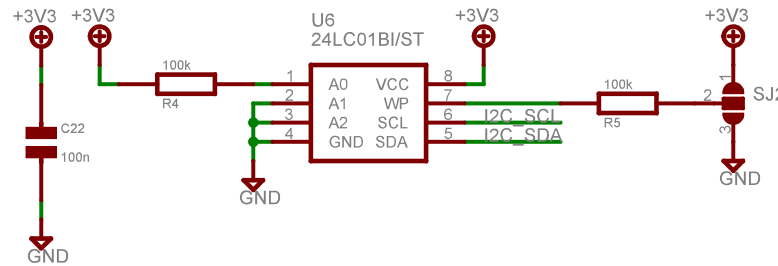 +3V3
+3V3
U6
24LC01BI/ST
+3V3
+3V3
100k
R4
1 A0 VCC 8
2 A1 WP 7
3 A2 SCL 6 I2C_SCL
4 GND SDA 5 I2C_SDA
100k
R5
1
2
3
SJ2
C22
100n
GND
GND
GND